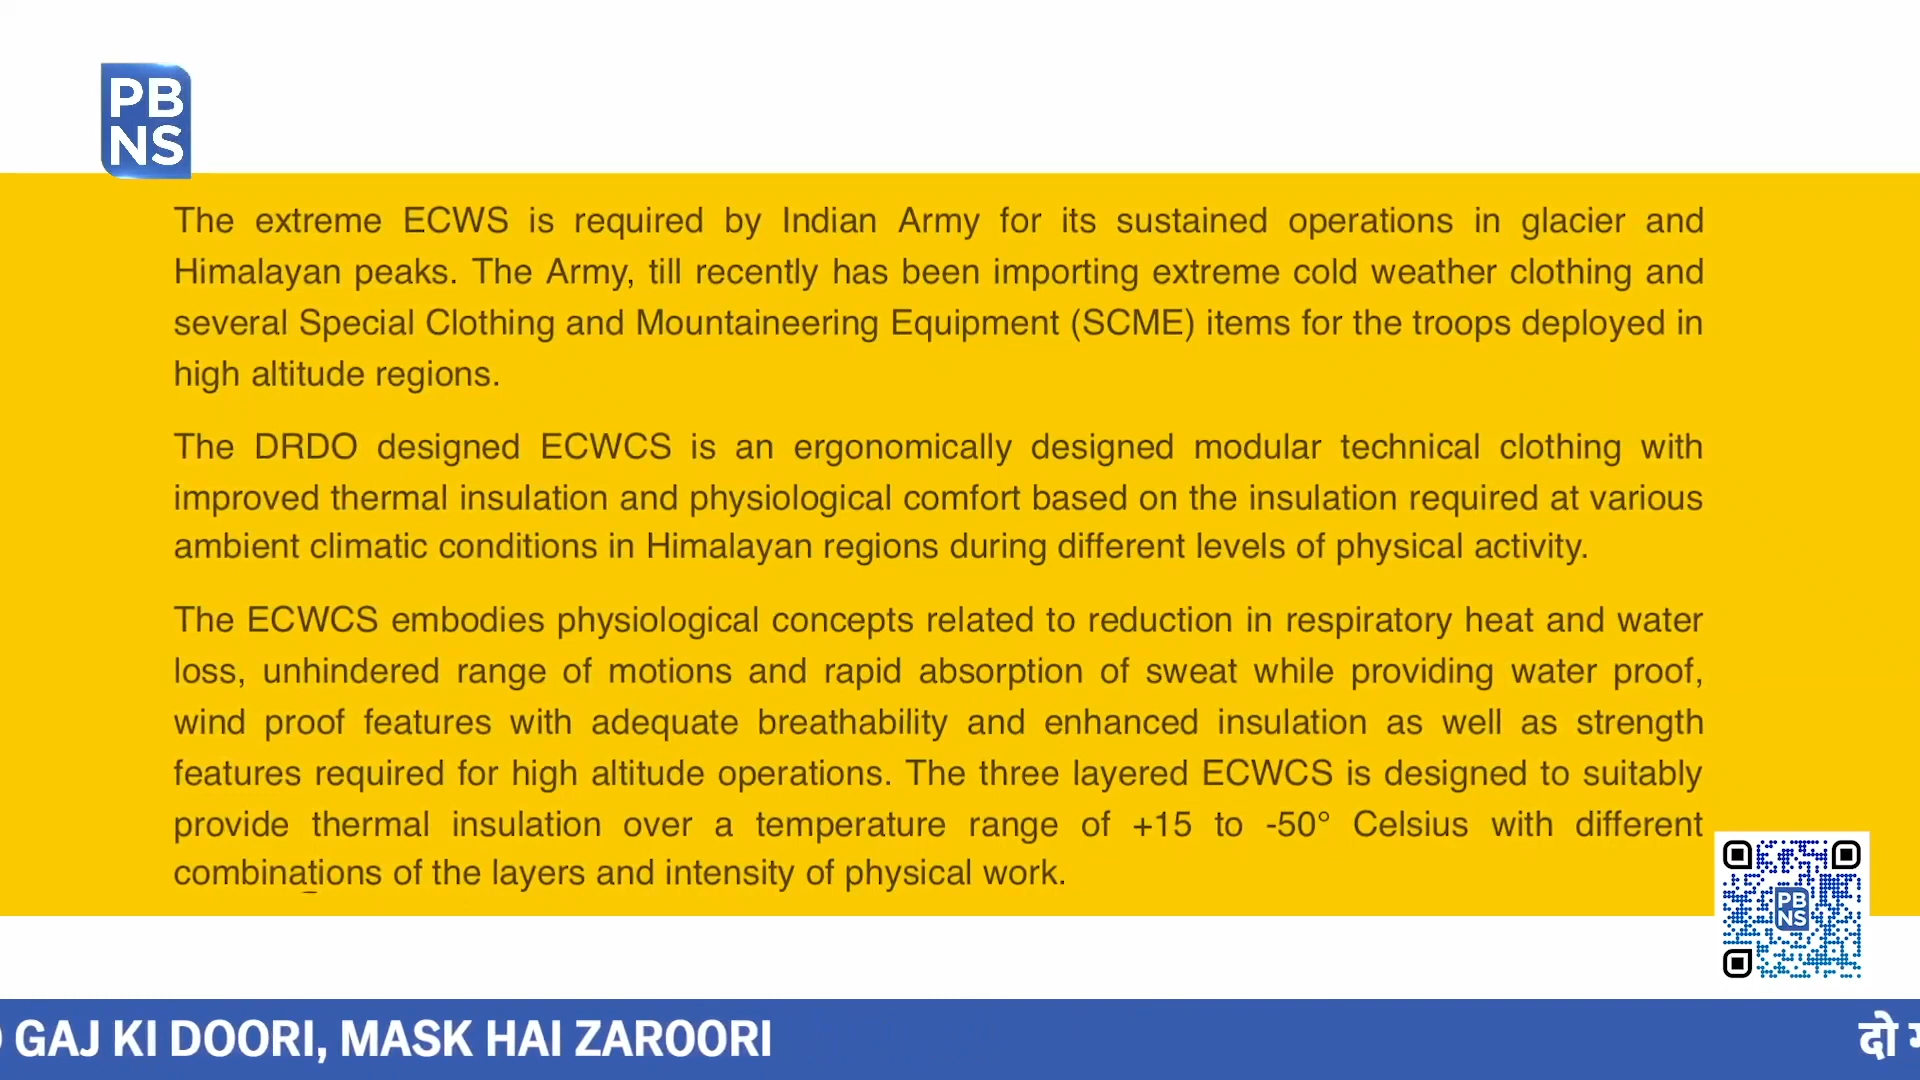 PB
NS
The extreme ECWS is required by Indian Army for its sustained operations in glacier and
Himalayan peaks. The Army, till recently has been importing extreme cold weather clothing and
several Special Clothing and Mountaineering Equipment (SCME) items for the troops deployed in
high altitude regions.
The DRDO designed ECWCS is an ergonomically designed modular technical clothing with
improved thermal insulation and physiological comfort based on the insulation required at various
ambient climatic conditions in Himalayan regions during different levels of physical activity.
The ECWCS embodies physiological concepts related to reduction in respiratory heat and water
loss, unhindered range of motions and rapid absorption of sweat while providing water proof,
wind proof features with adequate breathability and enhanced insulation as well as strength
features required for high altitude operations. The three layered ECWCS is designed to suitably
provide thermal insulation over a temperature range of +15 to -50° Celsius with different
combinations of the layers and intensity of physical work.
PB
NS
GAJ KI DOORI, MASK HAI ZAROORI
दो